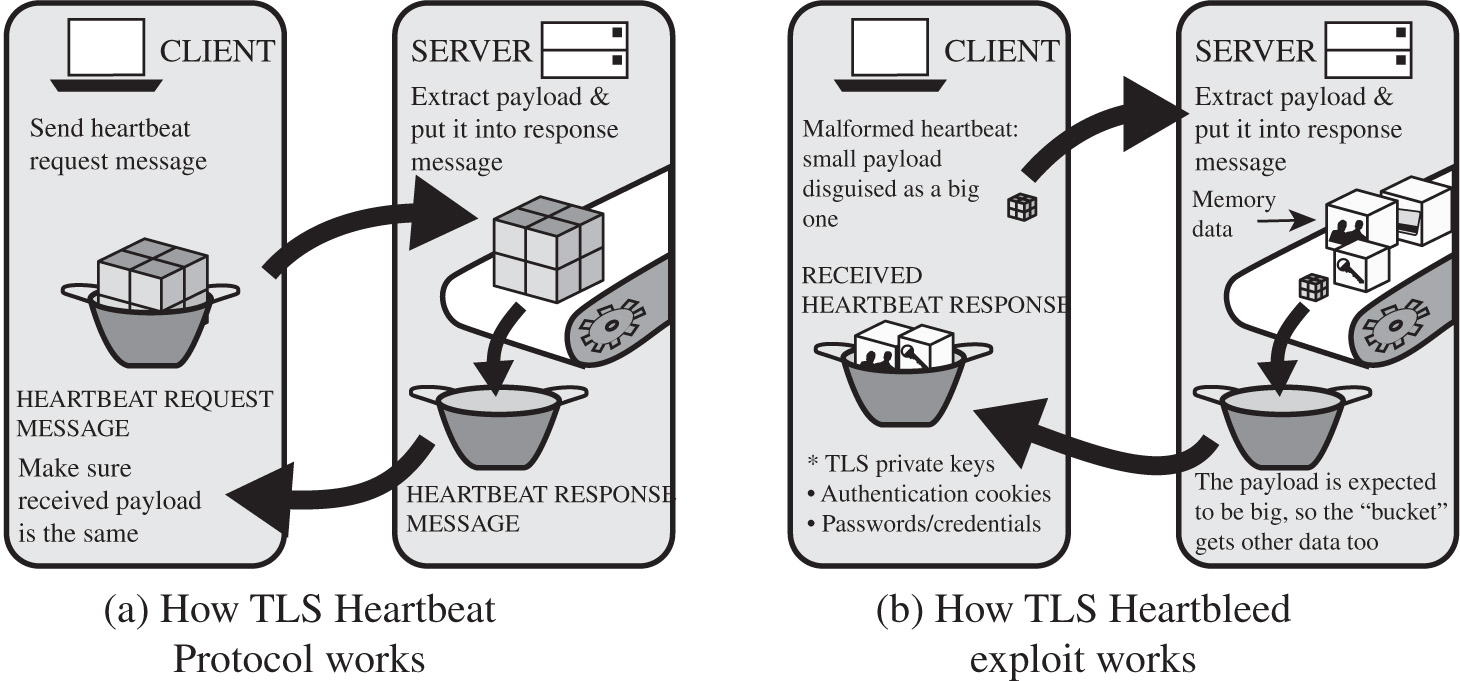 CLIENT
Send heartbeat
request message
HEARTBEAT REQUEST
MESSAGE
Make sure
received payload
is the same
SERVER
Extract payload &
put it into response
message
HEARTBEAT RESPONSE
MESSAGE
(a) How TLS Heartbeat
Protocol works
CLIENT
Malformed heartbeat:
small payload
disguised as a big
one
RECEIVED
HEARTBEAT RESPONSE
* TLS private keys
• Authentication cookies
• Passwords/credentials
SERVER
Extract payload &
put it into response
message
Memory
data
The payload is expected
to be big, so the “bucket”
gets other data too
(b) How TLS Heartbleed
exploit works